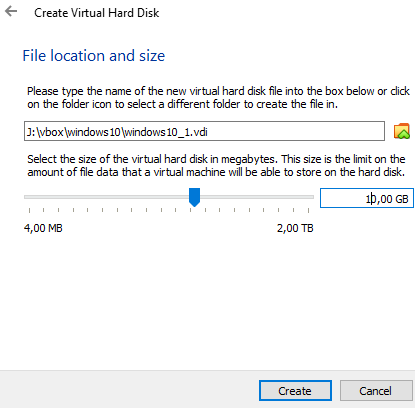 Create Virtual Hard Disk
File location and size
Please type the name of the new virtual hard disk file into the box below or click
on the folder icon to select a different folder to create the file in.
J:\vbox\windows10\windows10_1.vdi
Select the size of the virtual hard disk in megabytes. This size is the limit on the
amount of file data that a virtual machine will be able to store on the hard disk.
10,00 GB
4,00 MB
2,00 TB
Create
Cancel